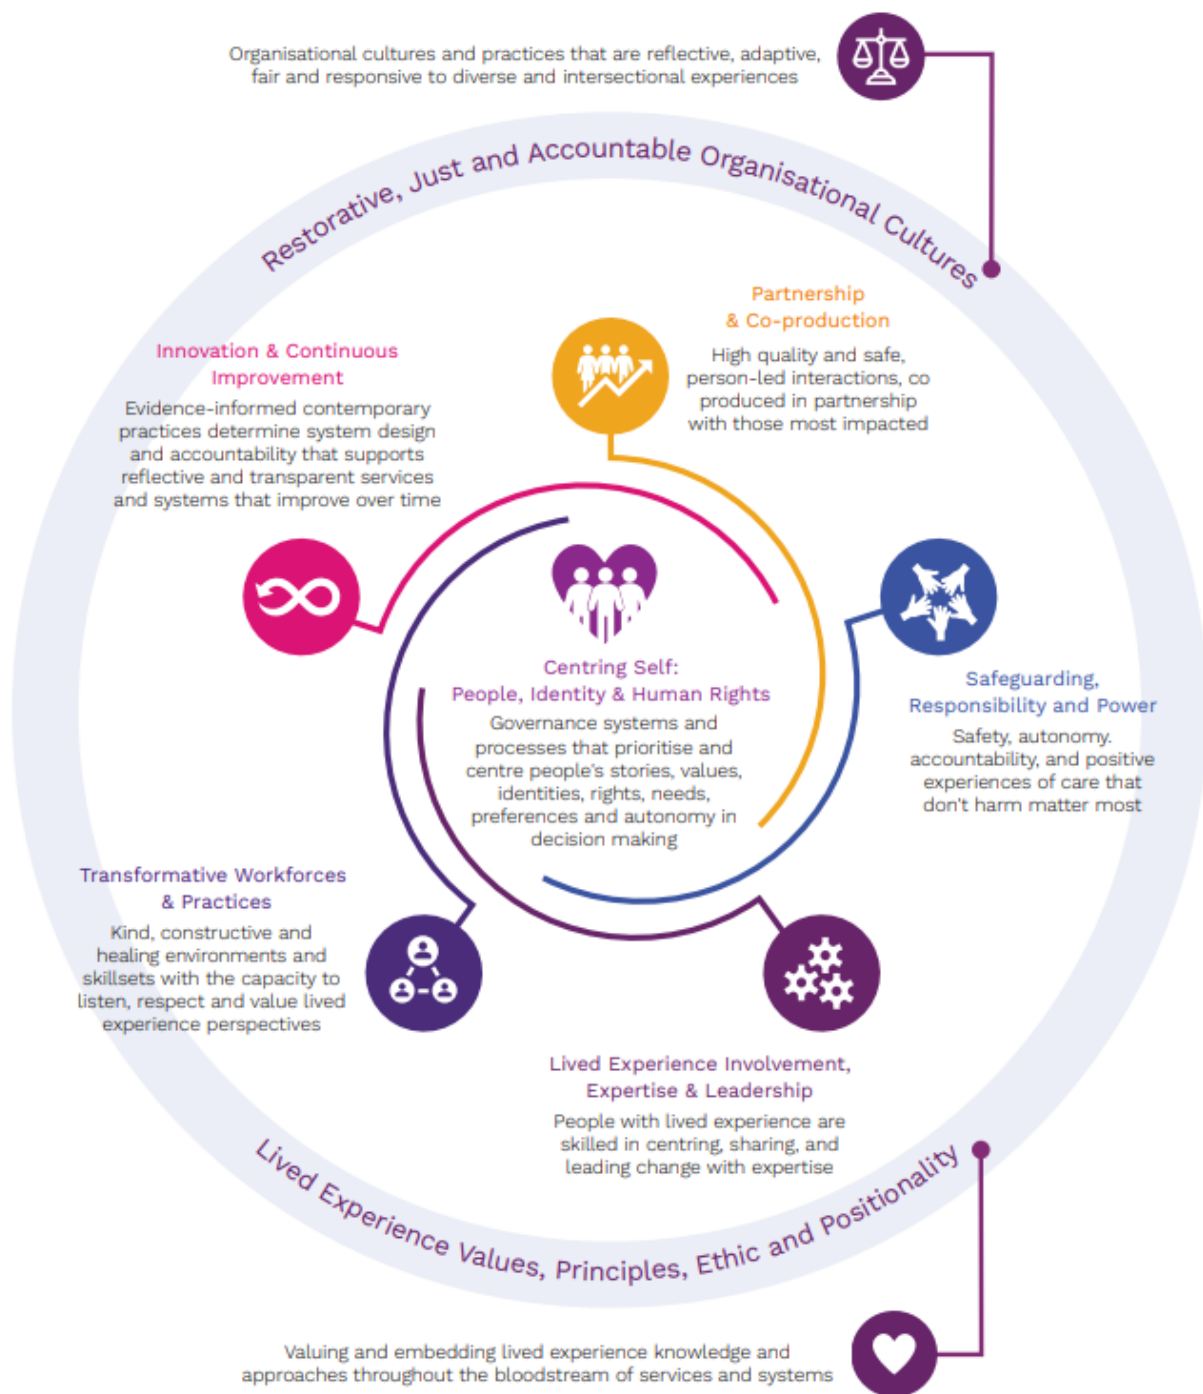 Organisational cultures and practices that are reflective, adaptive,
fair and responsive to diverse and intersectional experiences
Restorative, Just and Accountable Organisational Cultures
Partnership
& Co-production
High quality and safe,
person-led interactions, co
produced in partnership
with those most impacted
Innovation & Continuous
Improvement
Evidence-informed contemporary
practices determine system design
and accountability that supports
reflective and transparent services
and systems that improve over time
Centring Self:
People, Identity & Human Rights
Governance systems and
processes that prioritise and
centre people's stories, values,
identities, rights, needs,
preferences and autonomy in
decision making
Safeguarding,
Responsibility and Power
Safety, autonomy.
accountability, and positive
experiences of care that
don't harm matter most
Transformative Workforces
& Practices
Kind, constructive and
healing environments and
skillsets with the capacity to
listen, respect and value lived
experience perspectives
Lived Experience Involvement,
Expertise & Leadership
People with lived experience are
skilled in centring, sharing, and
leading change with expertise
Lived Experience Values, Principles, Ethic and Positionality
Valuing and embedding lived experience knowledge and
approaches throughout the bloodstream of services and systems